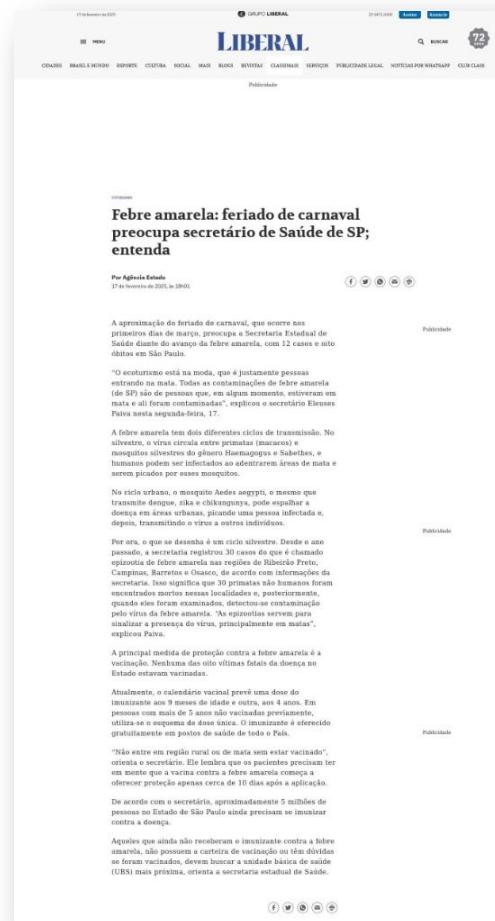 17 de fevereiro de 2025
GRUPO LIBERAL
MENU
LIBERAL
BUSCAR
72
CIDADES BRASIL E MUNDO ESPORTE CULTURA SOCIAL MAIS BLOGS REVISTAS CLASSIMAIS SERVIÇOS PUBLICIDADE LEGAL NOTÍCIAS POR WHATSAPP CLUB CLASS
Publicidade
Febre amarela: feriado de carnaval
preocupa secretário de Saúde de SP;
entenda
Por Agência Estado
17 de fevereiro de 2025, às 18h01
A aproximação do feriado de carnaval, que ocorre nos
primeiros dias de março, preocupa a Secretaria Estadual de
Saúde diante do avanço da febre amarela, com 12 casos e oito
óbitos em São Paulo.
Publicidade
"O ecoturismo está na moda, que é justamente pessoas
entrando na mata. Todas as contaminações de febre amarela
(de SP) são de pessoas que, em algum momento, estiveram em
mata e ali foram contaminadas", explicou o secretário Eleuses
Paiva nesta segunda-feira, 17.
A febre amarela tem dois diferentes ciclos de transmissão. No
silvestre, o vírus circula entre primatas (macacos) e
mosquitos silvestres do gênero Haemagogus e Sabethes, e
humanos podem ser infectados ao adentrarem áreas de mata e
serem picados por esses mosquitos.
No ciclo urbano, o mosquito Aedes aegypti, o mesmo que
transmite dengue, zika e chikungunya, pode espalhar a
doença em áreas urbanas, picando uma pessoa infectada e,
depois, transmitindo o vírus a outros indivíduos.
Publicidade
Por ora, o que se desenha é um ciclo silvestre. Desde o ano
passado, a secretaria registrou 30 casos do que é chamado
epizootia de febre amarela nas regiões de Ribeirão Preto,
Campinas, Barretos e Osasco, de acordo com informações da
secretaria. Isso significa que 30 primatas não humanos foram
encontrados mortos nessas localidades e, posteriormente,
quando eles foram examinados, detectou-se contaminação
pelo vírus da febre amarela. "As epizootias servem para
sinalizar a presença do vírus, principalmente em matas",
explicou Paiva.
A principal medida de proteção contra a febre amarela é a
vacinação. Nenhuma das oito vítimas fatais da doença no
Estado estavam vacinadas.
Atualmente, o calendário vacinal prevê uma dose do
imunizante aos 9 meses de idade e outra, aos 4 anos. Em
pessoas com mais de 5 anos não vacinadas previamente,
utiliza-se o esquema de dose única. O imunizante é oferecido
gratuitamente em postos de saúde de todo o País.
Publicidade
"Não entre em região rural ou de mata sem estar vacinado",
orienta o secretário. Ele lembra que os pacientes precisam ter
em mente que a vacina contra a febre amarela começa a
oferecer proteção apenas cerca de 10 dias após a aplicação.
De acordo com o secretário, aproximadamente 5 milhões de
pessoas no Estado de São Paulo ainda precisam se imunizar
contra a doença.
Aqueles que ainda não receberam o imunizante contra a febre
amarela, não possuem a carteira de vacinação ou têm dúvidas
se foram vacinados, devem buscar a unidade básica de saúde
(UBS) mais próxima, orienta a secretaria estadual de Saúde.